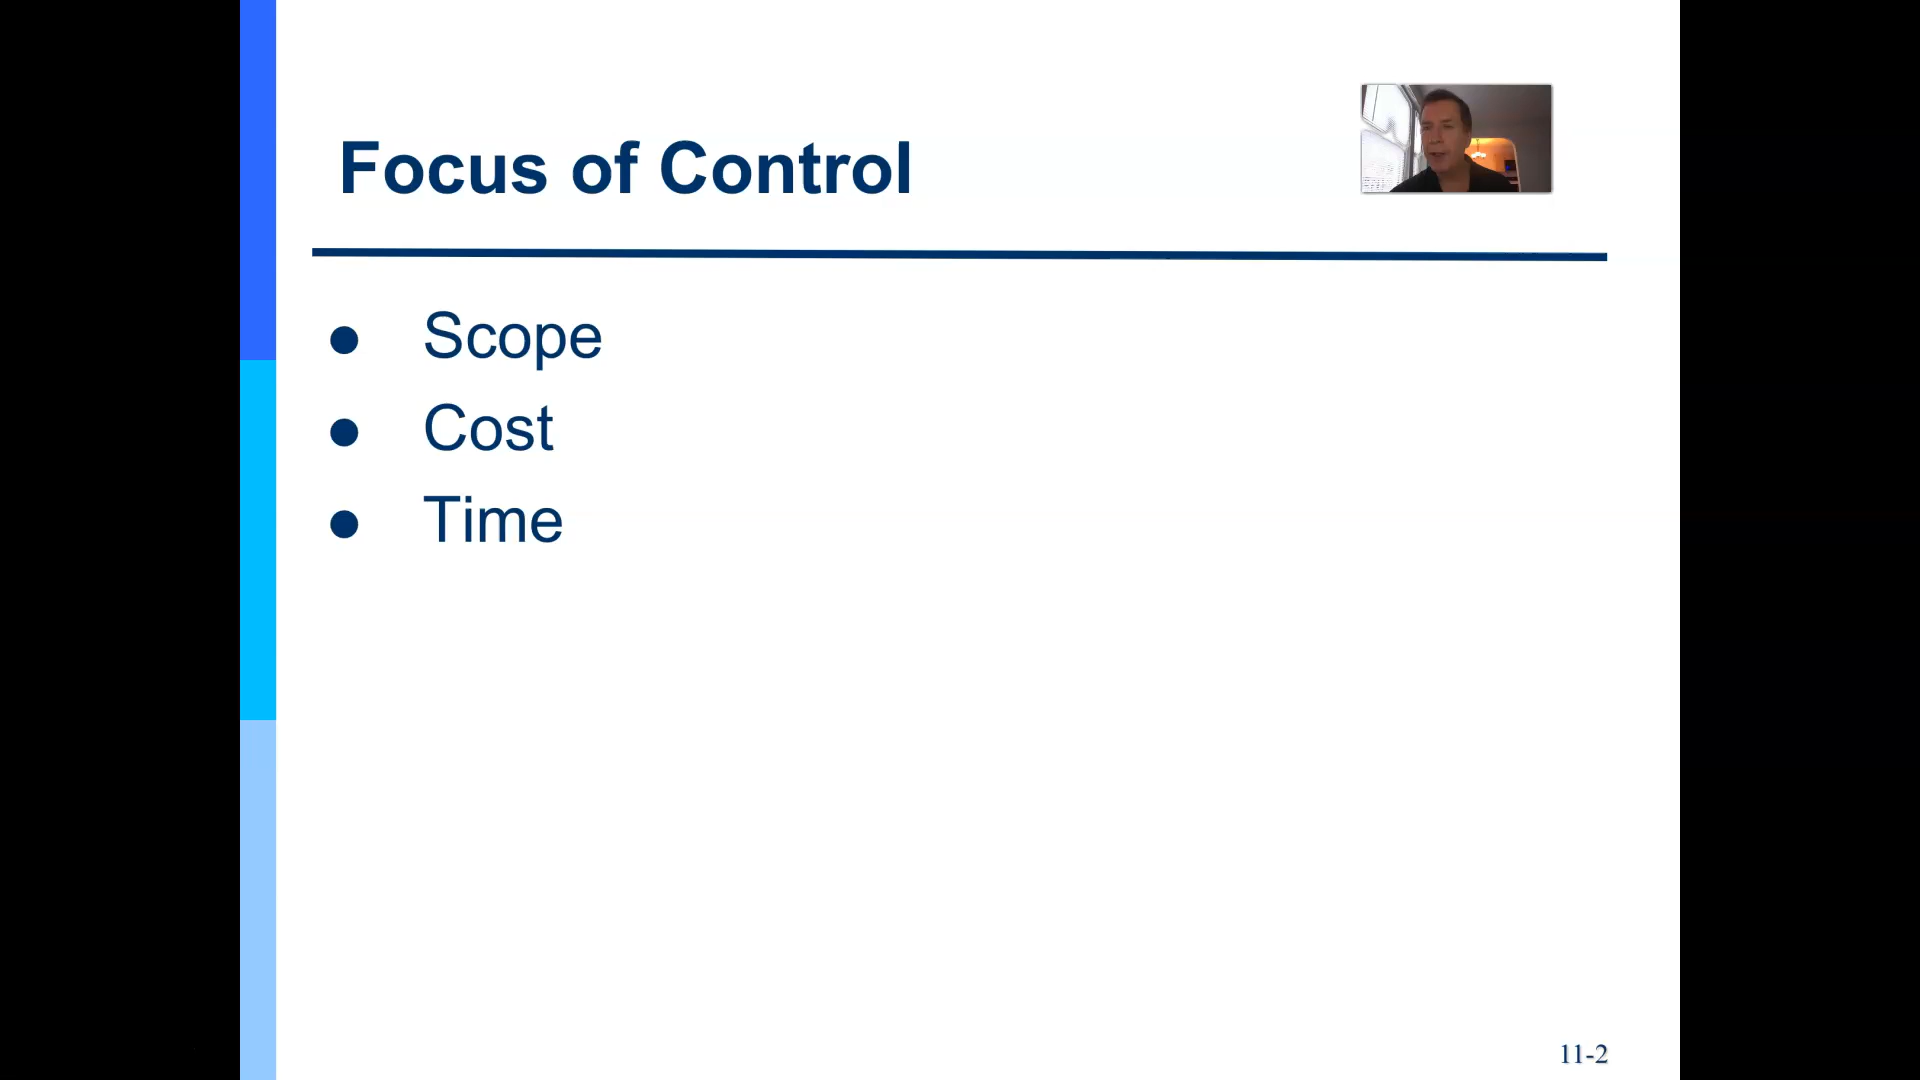 Focus of Control
● Scope
● Cost
● Time
11-2